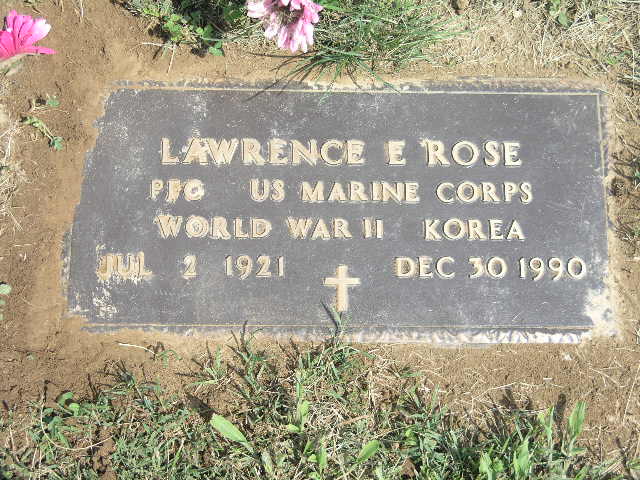 LAWRENCE E ROSE
PFC US MARINE CORPS
WORLD WAR II KOREA
JUL 2 1921 DEC 30 1990